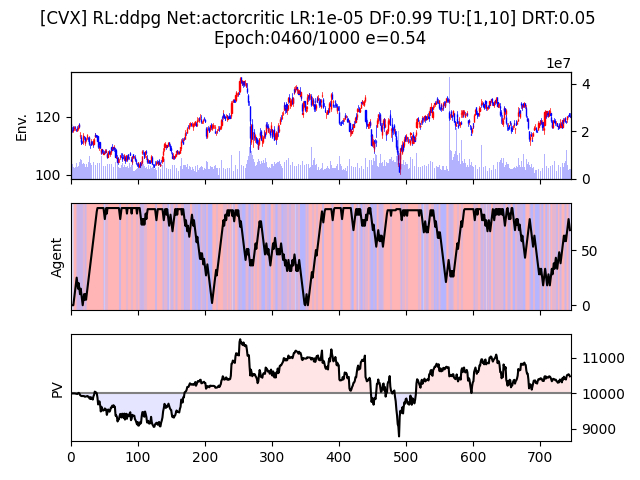 [CVX] RL:ddpg Net:actorcritic LR:1e-05 DF:0.99 TU:[1,10] DRT:0.05
Epoch:0460/1000 e=0.54
1e7
Env.
120
100
4
2
0
Agent
50
0
PV
11000
10000
9000
0 100 200 300 400 500 600 700